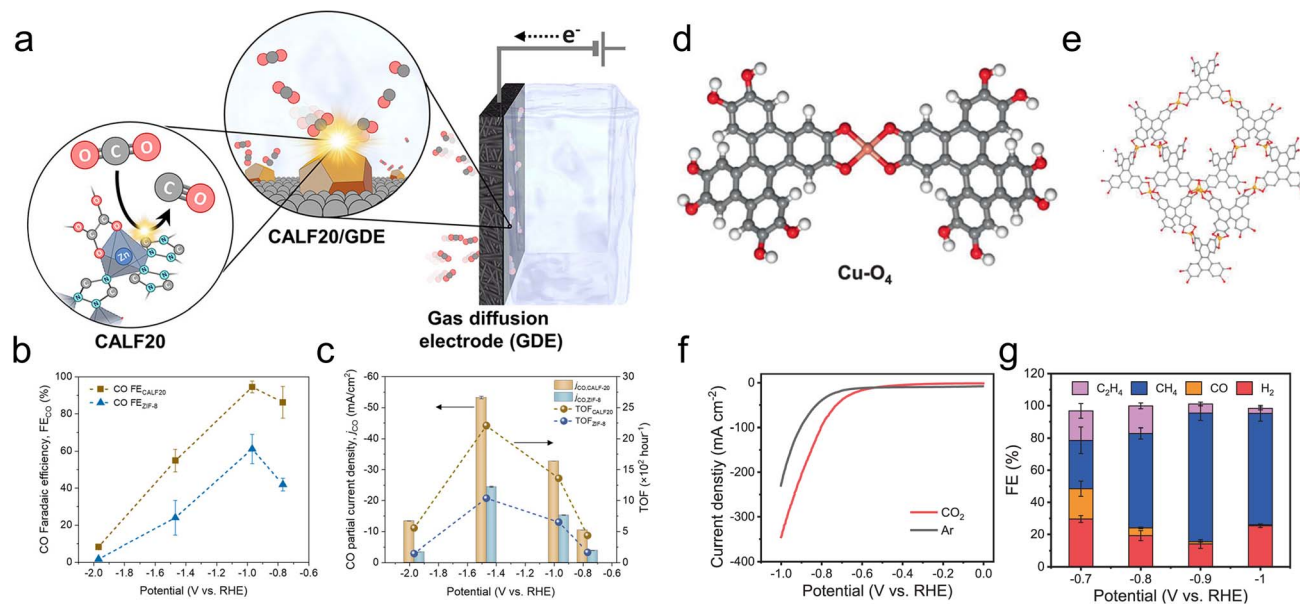 a
e-
O
C
O
C
O
Zn
CALF20
CALF20/GDE
Gas diffusion
electrode (GDE)
d
Cu-O4
e
b
CO Faradaic efficiency, FECO (%)
100
80
60
40
20
0
CO FECALF20
CO FEZIF-8
-2.0
-1.8
-1.6
-1.4
-1.2
-1.0
-0.8
-0.6
Potential (V vs. RHE)
c
CO partial current density, jCO (mA/cm2)
-60
-50
-40
-30
-20
-10
0
jCO,CALF-20
jCO,ZIF-8
TOFCALF20
TOFZIF-8
30
25
20
15
10
5
0
TOF (×102 hour-1)
-2.0
-1.8
-1.6
-1.4
-1.2
-1.0
-0.8
-0.6
Potential (V vs. RHE)
f
Current denstiy (mA cm-2)
0
-100
-200
-300
-400
CO2
Ar
-1.0
-0.8
-0.6
-0.4
-0.2
0.0
Potential (V vs. RHE)
g
C2H4
CH4
CO
H2
FE (%)
120
100
80
60
40
20
0
-0.7
-0.8
-0.9
-1
Potential (V vs. RHE)